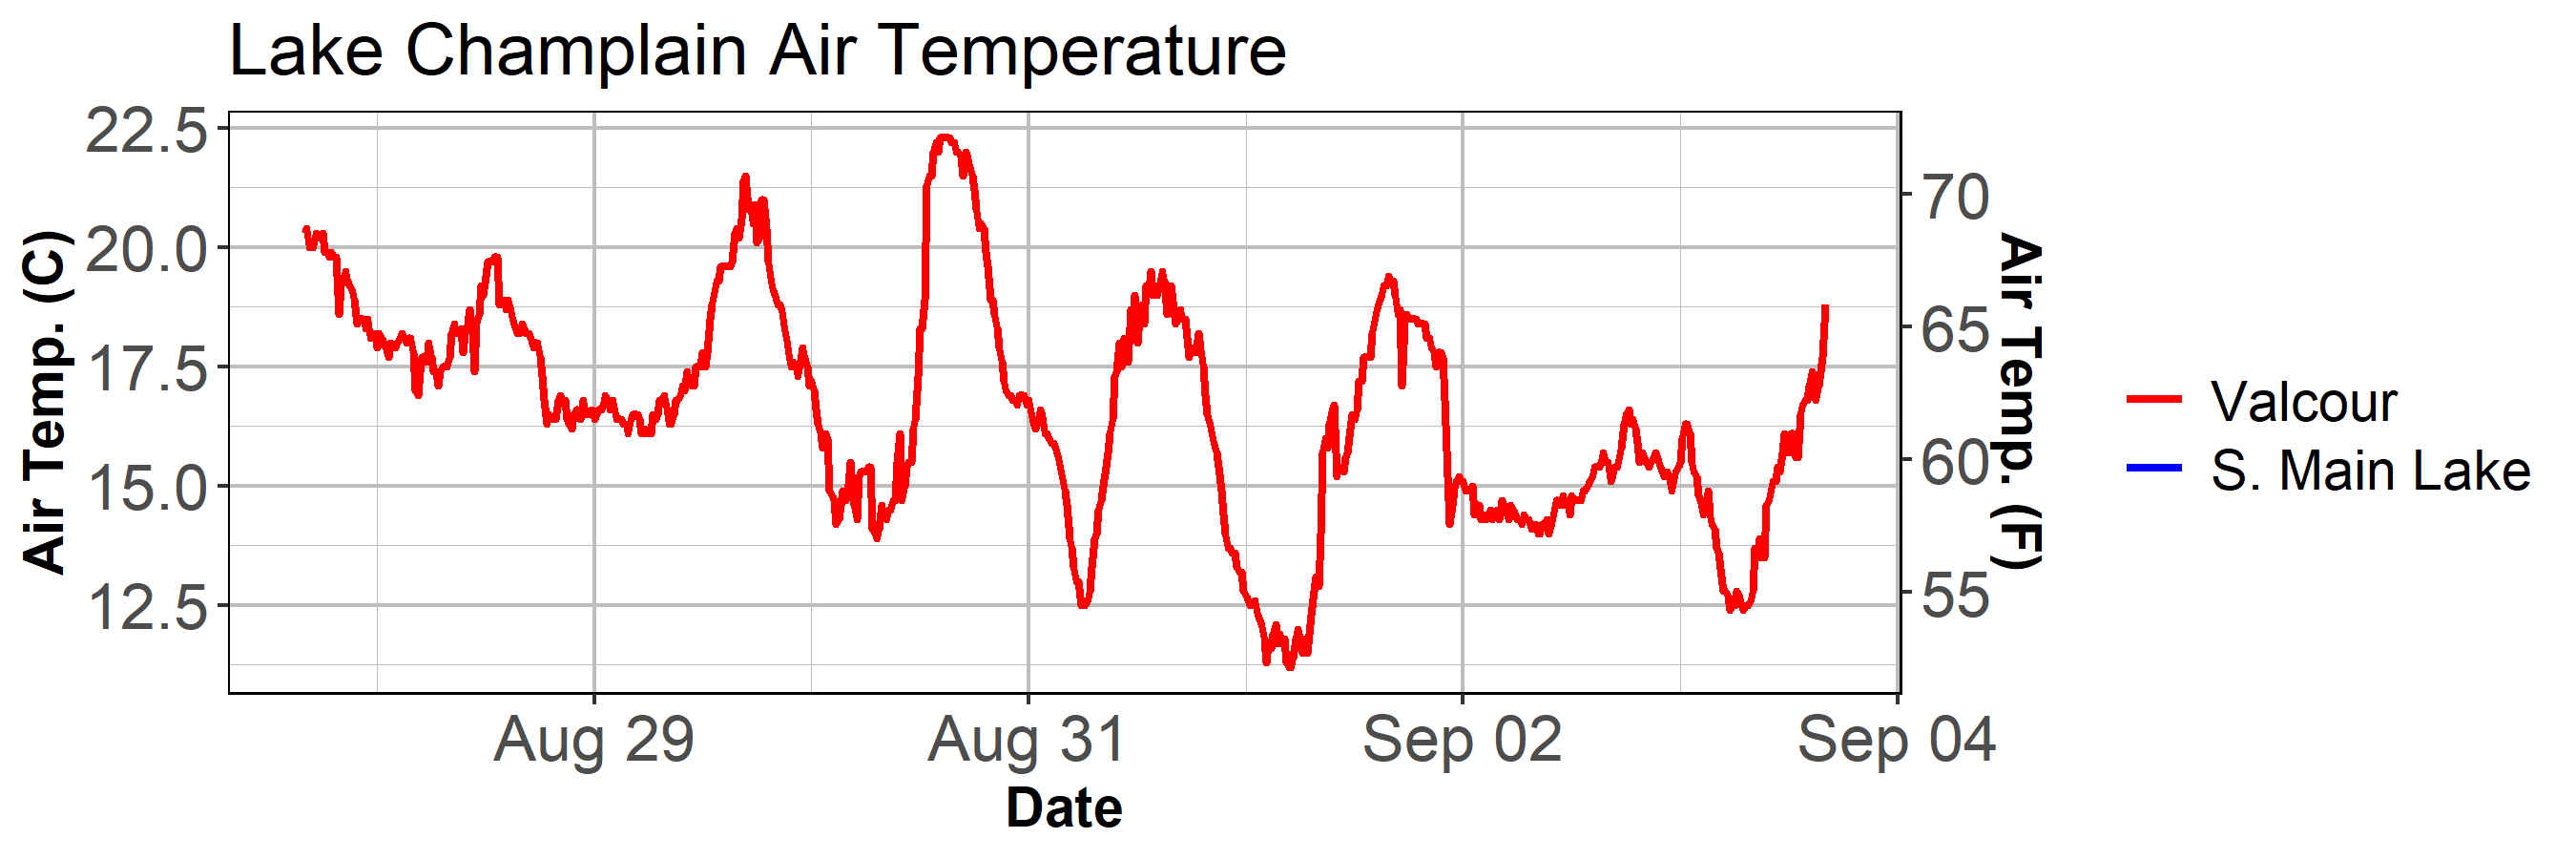 Lake Champlain Air Temperature
Air Temp. (C)
22.5
20.0
17.5
15.0
12.5
70
65
60
55
Air Temp. (F)
Aug 29
Aug 31
Sep 02
Sep 04
Date
Valcour
S. Main Lake